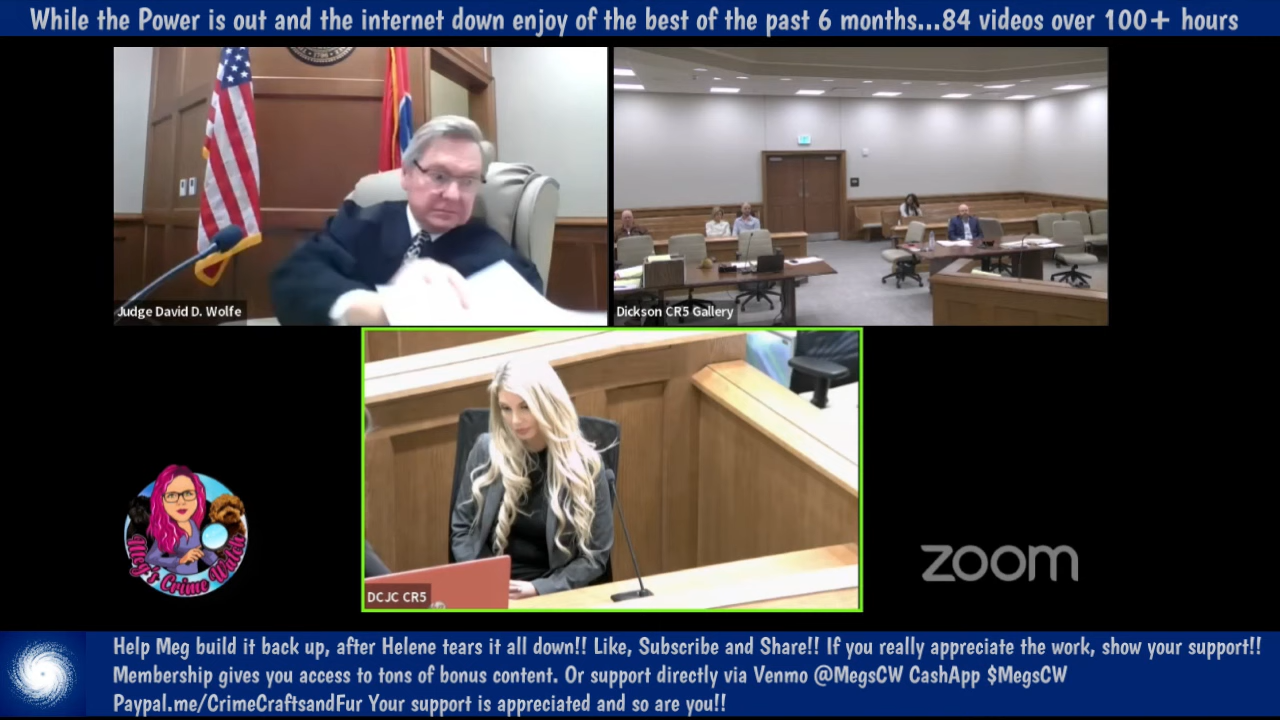 While the Power is out and the internet down enjoy of the best of the past 6 months...84 videos over 100+ hours
Judge David D. Wolfe
Dickson CR5 Gallery
DCJC CR5
Meg's Crime Watch
zoom
Help Meg build it back up, after Helene tears it all down!! Like, Subscribe and Share!! If you really appreciate the work, show your support!!
Membership gives you access to tons of bonus content. Or support directly via Venmo @MegsCW CashApp $MegsCW
Paypal.me/CrimeCraftsandFur Your support is appreciated and so are you!!